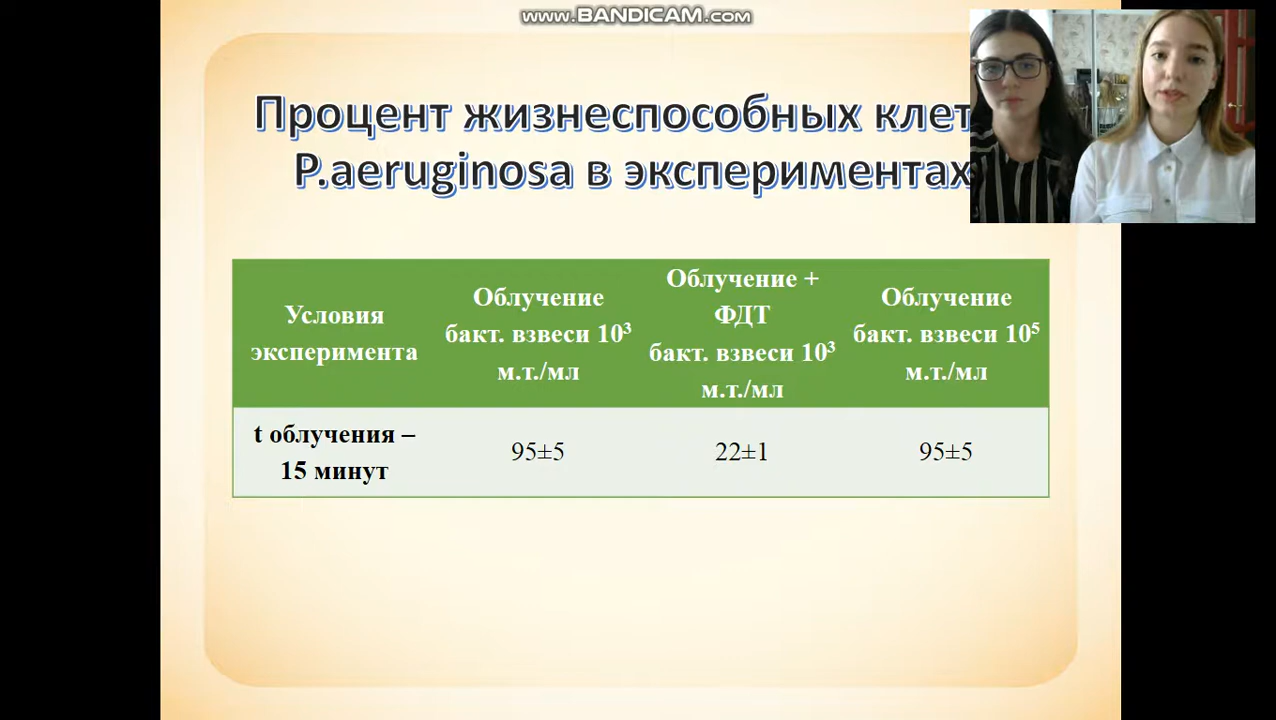 www.BANDICAM.com
Процент жизнеспособных
P.aeruginosa в экспериментах
Условия
эксперимента
Облучение
бакт. взвеси 10³
м.т./мл
Облучение +
ФДТ
бакт. взвеси 10³
м.т./мл
Облучение
бакт. взвеси 10⁵
м.т./мл
t облучения –
15 минут
95±5
22±1
95±5